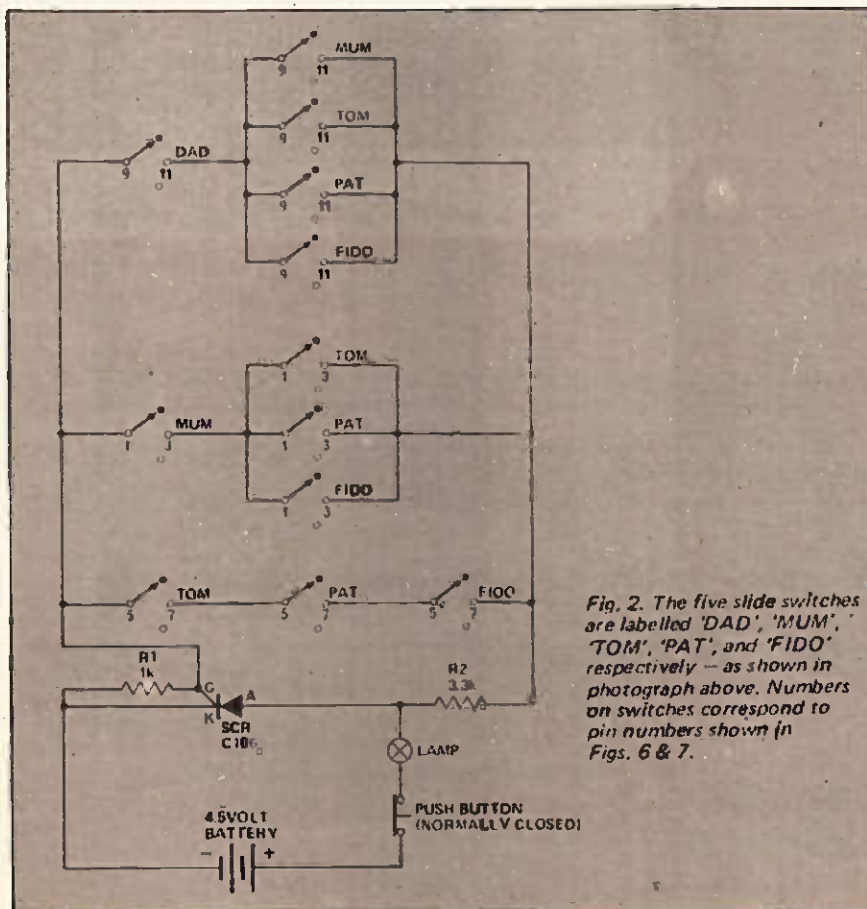 MUM
9 11
TOM
9 11
DAD
9 11
PAT
9 11
FIDO
9 11
TOM
1 3
MUM
1 3
PAT
1 3
FIDO
1 3
TOM
5 7
PAT
5 7
FIDO
5 7
R1
1k
G
A
K
SCR
C106
R2
3.3k
LAMP
PUSH BUTTON
(NORMALLY CLOSED)
4.5 VOLT
BATTERY
- +
Fig. 2. The five slide switches
are labelled 'DAD', 'MUM',
'TOM', 'PAT', and 'FIDO'
respectively — as shown in
photograph above. Numbers
on switches correspond to
pin numbers shown in
Figs. 6 & 7.